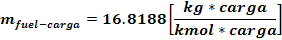 m_fuel-carga = 16.8188 [kg * carga / kmol * carga]